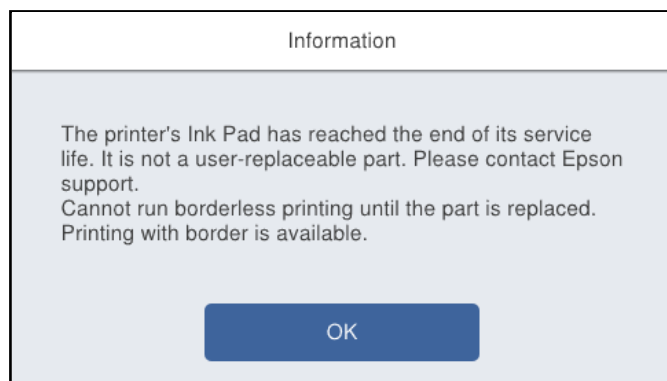 Information
The printer's Ink Pad has reached the end of its service
life. It is not a user-replaceable part. Please contact Epson
support.
Cannot run borderless printing until the part is replaced.
Printing with border is available.
OK